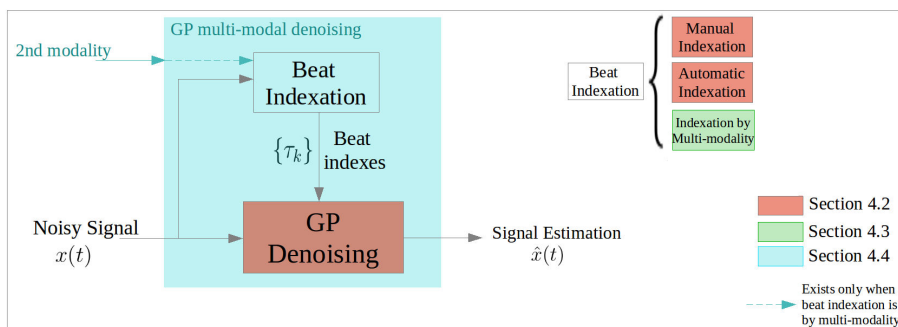 GP multi-modal denoising
2nd modality
Beat
Indexation
{τk}
Beat
indexes
Noisy Signal
x(t)
GP
Denoising
Signal Estimation
x̂(t)
Beat
Indexation
Manual
Indexation
Automatic
Indexation
Indexation by
Multi-modality
Section 4.2
Section 4.3
Section 4.4
Exists only when
beat indexation is
by multi-modality